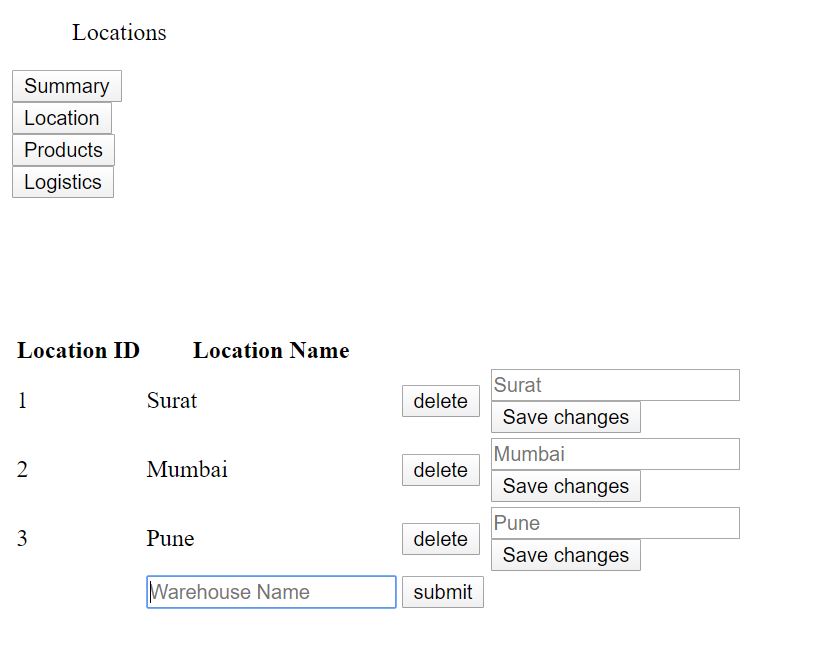 Locations
Summary
Location
Products
Logistics
Location ID Location Name
1 Surat delete Surat
Save changes
2 Mumbai delete Mumbai
Save changes
3 Pune delete Pune
Save changes
Warehouse Name submit